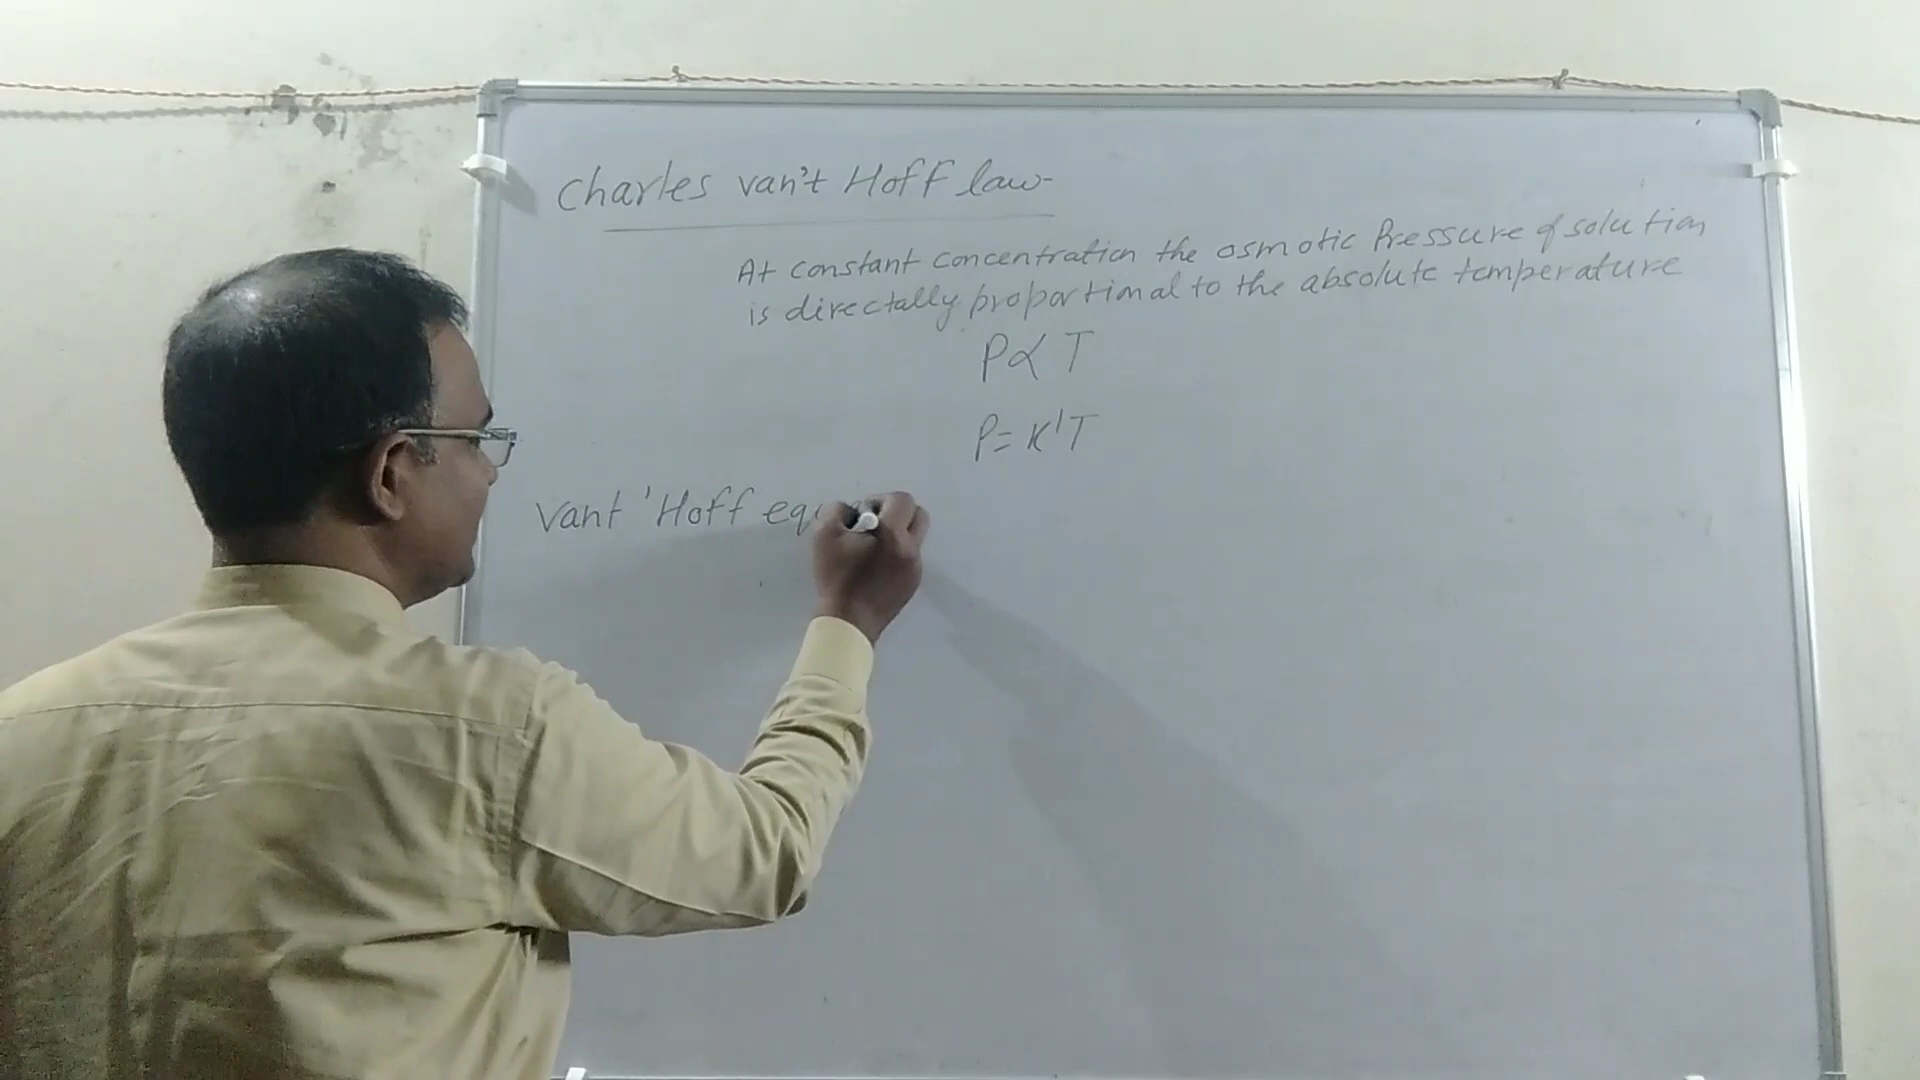 Charles van't Hoff law-
At constant concentration the osmotic Pressure of solution
is directally proportional to the absolute temperature
P∝ T
P= K'T
Vant 'Hoff